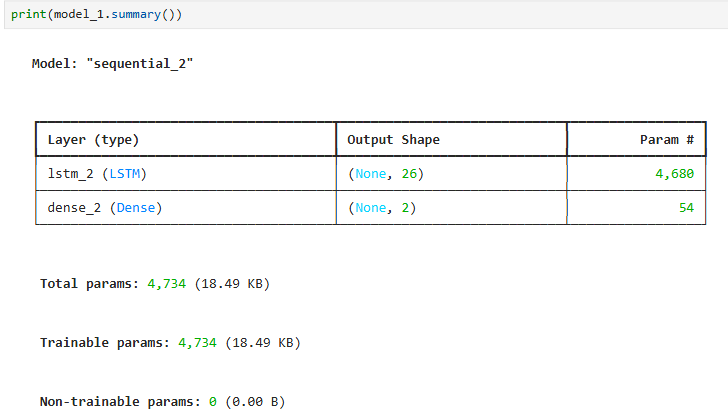 print(model_1.summary())
Model: "sequential_2"
Layer (type) Output Shape Param #
lstm_2 (LSTM) (None, 26) 4,680
dense_2 (Dense) (None, 2) 54
Total params: 4,734 (18.49 KB)
Trainable params: 4,734 (18.49 KB)
Non-trainable params: 0 (0.00 B)